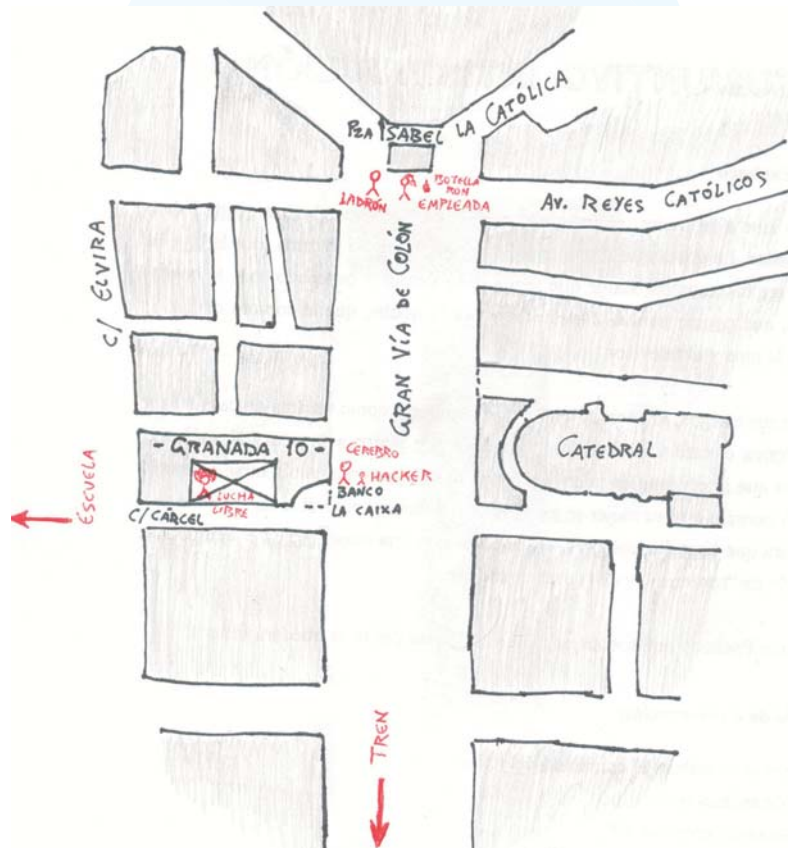 PZA ISABEL LA CATÓLICA
LADRÓN
BOTELLA
RON
EMPLEADA
AV. REYES CATÓLICOS
C/ ELVIRA
GRAN VÍA DE COLÓN
- GRANADA 10 -
CEREBRO
HACKER
LUCHA
LIBRE
BANCO
LA CAIXA
CATEDRAL
ESCUELA
C/ CÁRCEL
TREN